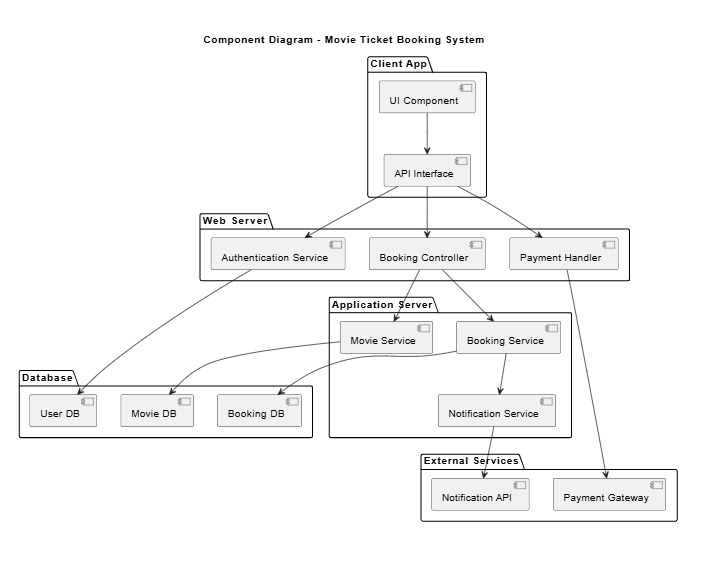 Component Diagram - Movie Ticket Booking System
Client App
UI Component
API Interface
Web Server
Authentication Service
Booking Controller
Payment Handler
Application Server
Movie Service
Booking Service
Database
User DB
Movie DB
Booking DB
Notification Service
External Services
Notification API
Payment Gateway